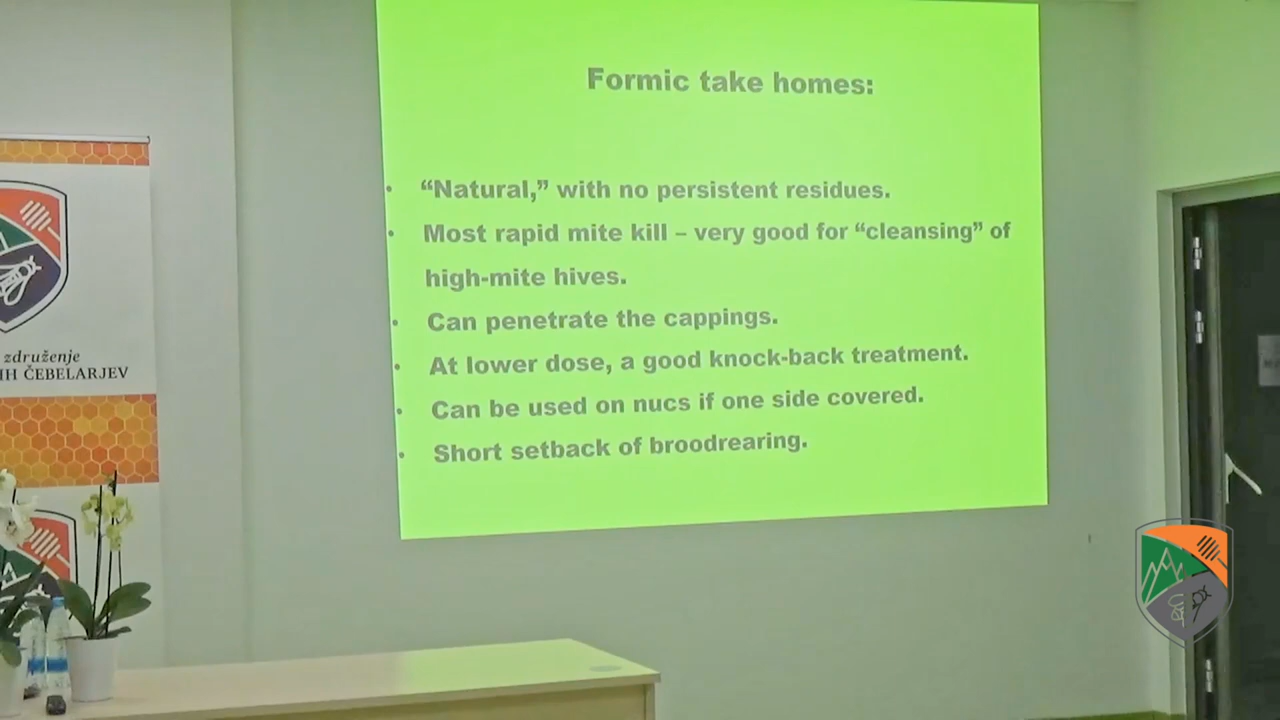 Formic take homes:
• “Natural,” with no persistent residues.
• Most rapid mite kill – very good for “cleansing” of
high-mite hives.
• Can penetrate the cappings.
• At lower dose, a good knock-back treatment.
• Can be used on nucs if one side covered.
• Short setback of broodrearing.
združenje
IH ČEBELARJEV